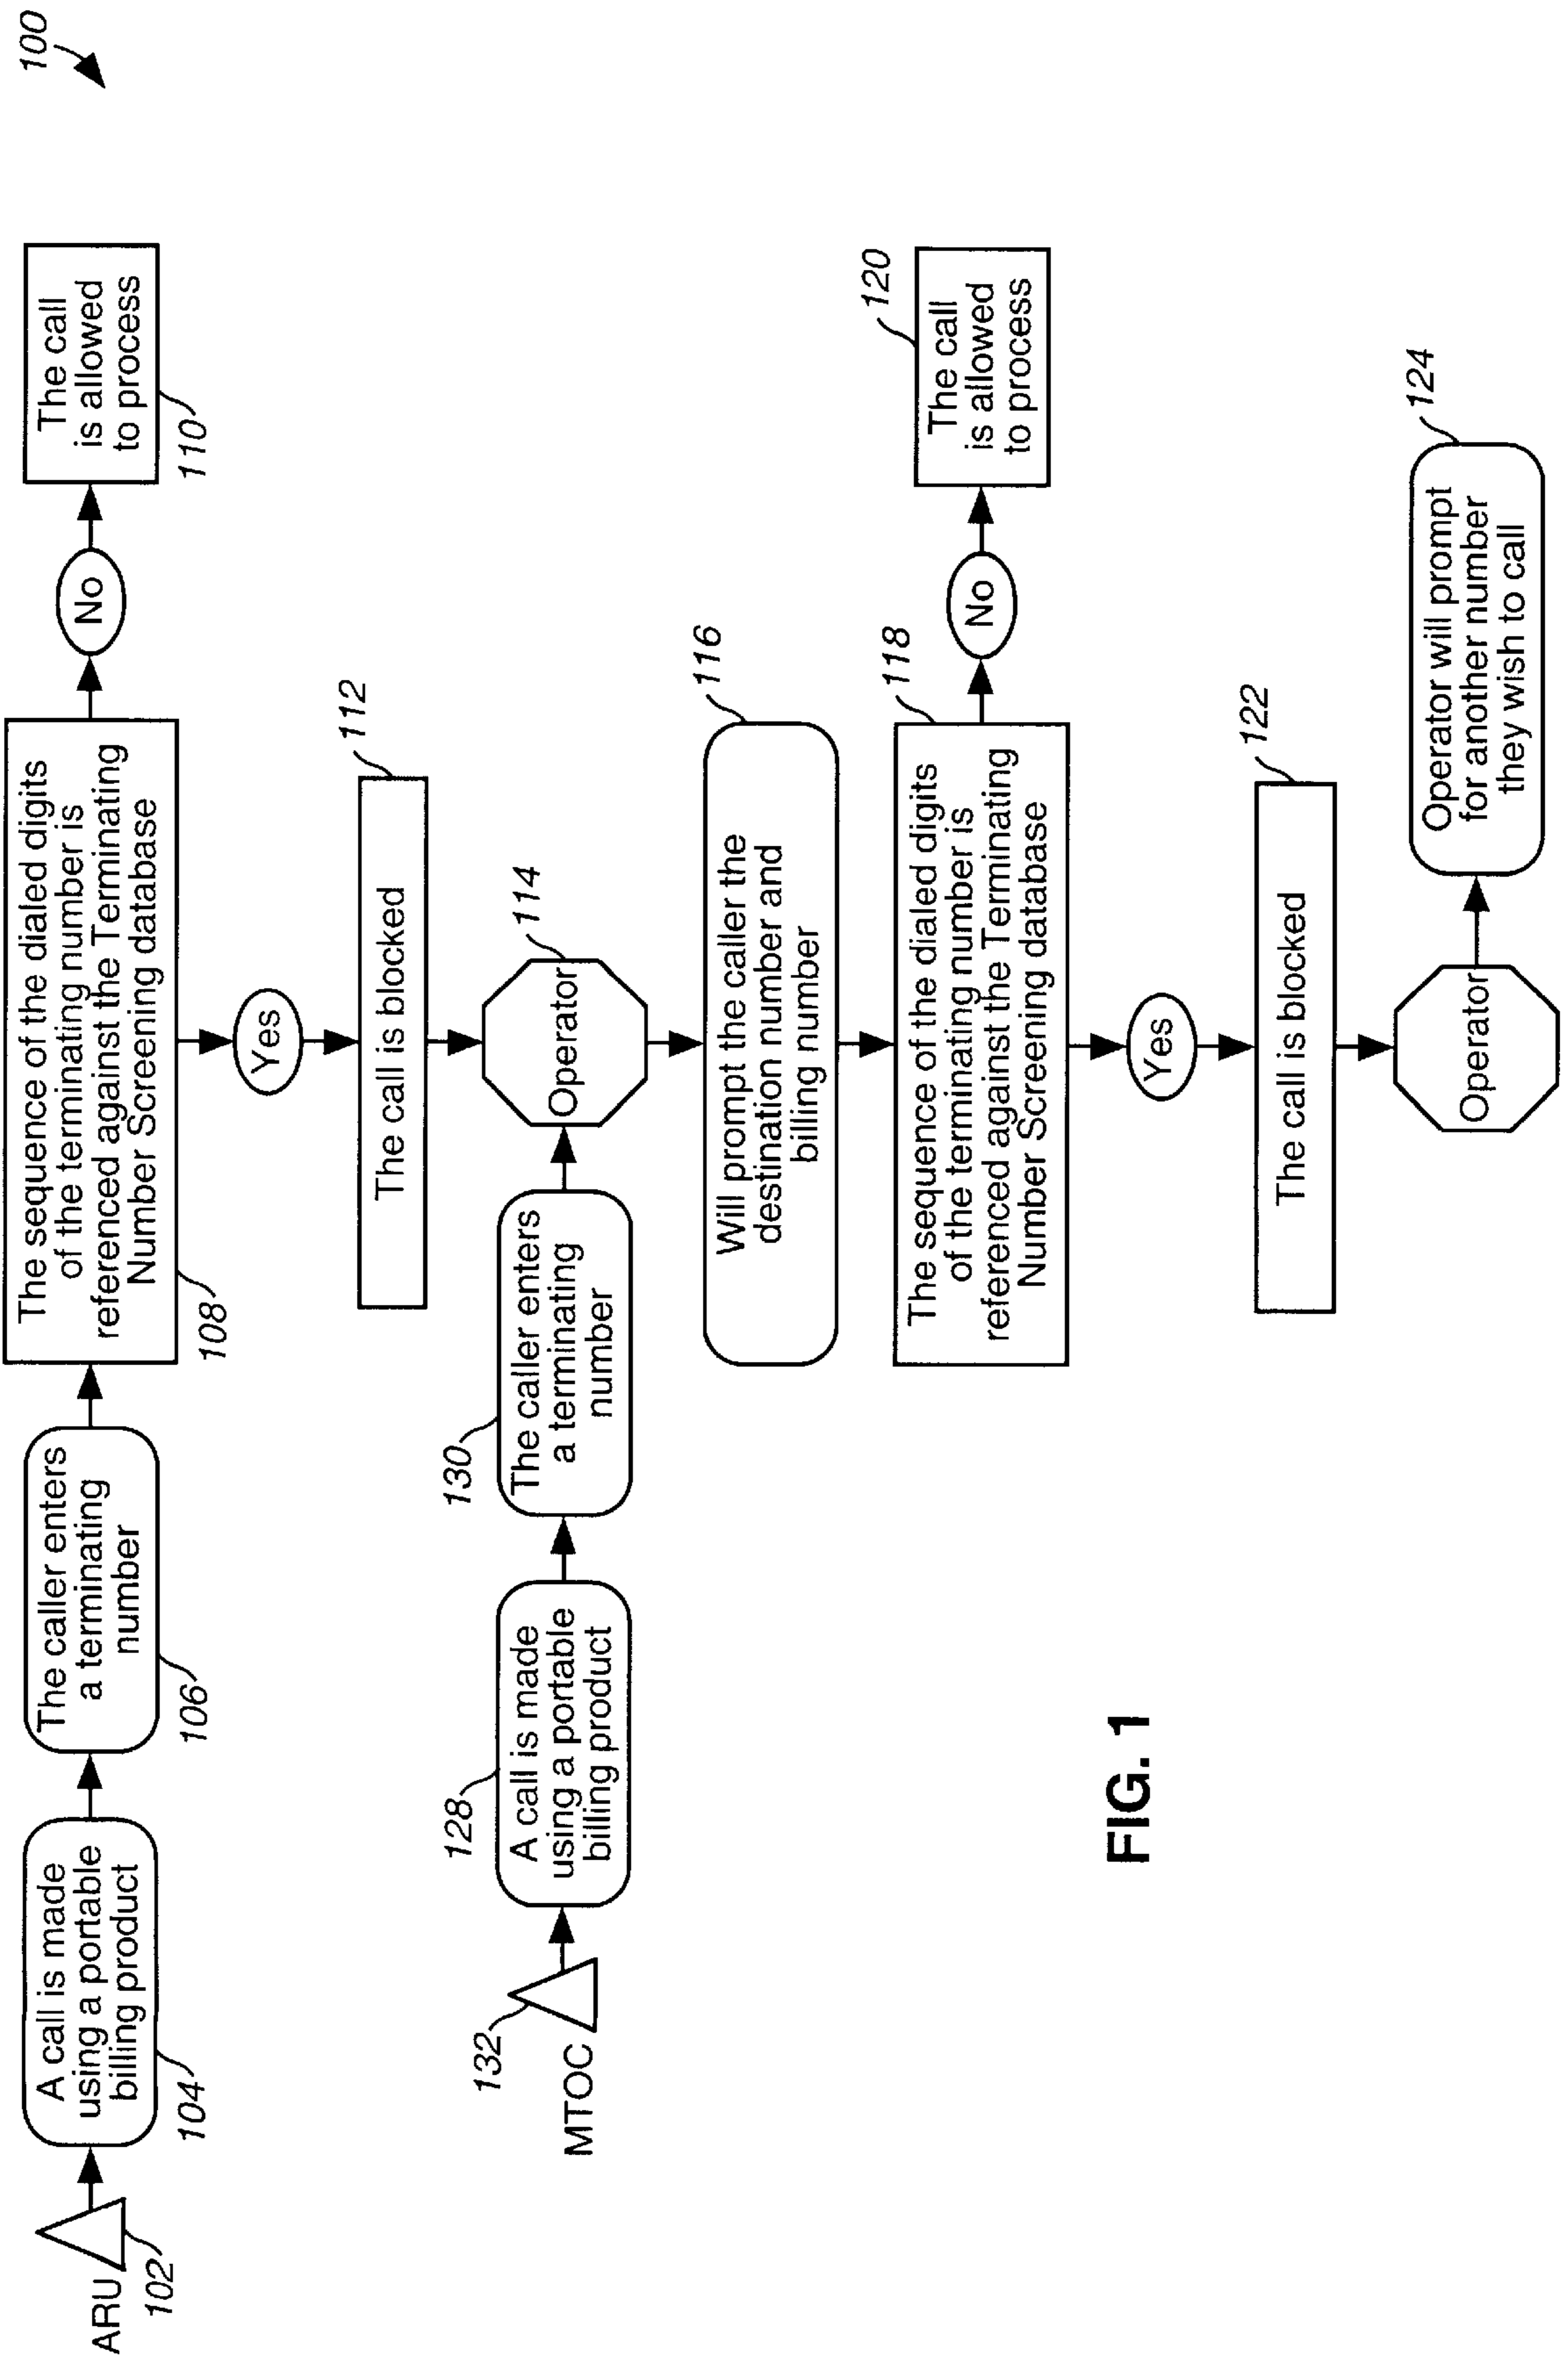 100
ARU
102
A call is made
using a portable
billing product
104
The caller enters
a terminating
number
106
The sequence of the dialed digits
of the terminating number is
referenced against the Terminating
Number Screening database
108
No
The call
is allowed
to process
110
Yes
The call is blocked
112
MTOC
132
A call is made
using a portable
billing product
128
The caller enters
a terminating
number
130
Operator
114
Will prompt the caller the
destination number and
billing number
116
The sequence of the dialed digits
of the terminating number is
referenced against the Terminating
Number Screening database
118
No
The call
is allowed
to process
120
Yes
The call is blocked
122
Operator
Operator will prompt
for another number
they wish to call
124
FIG. 1